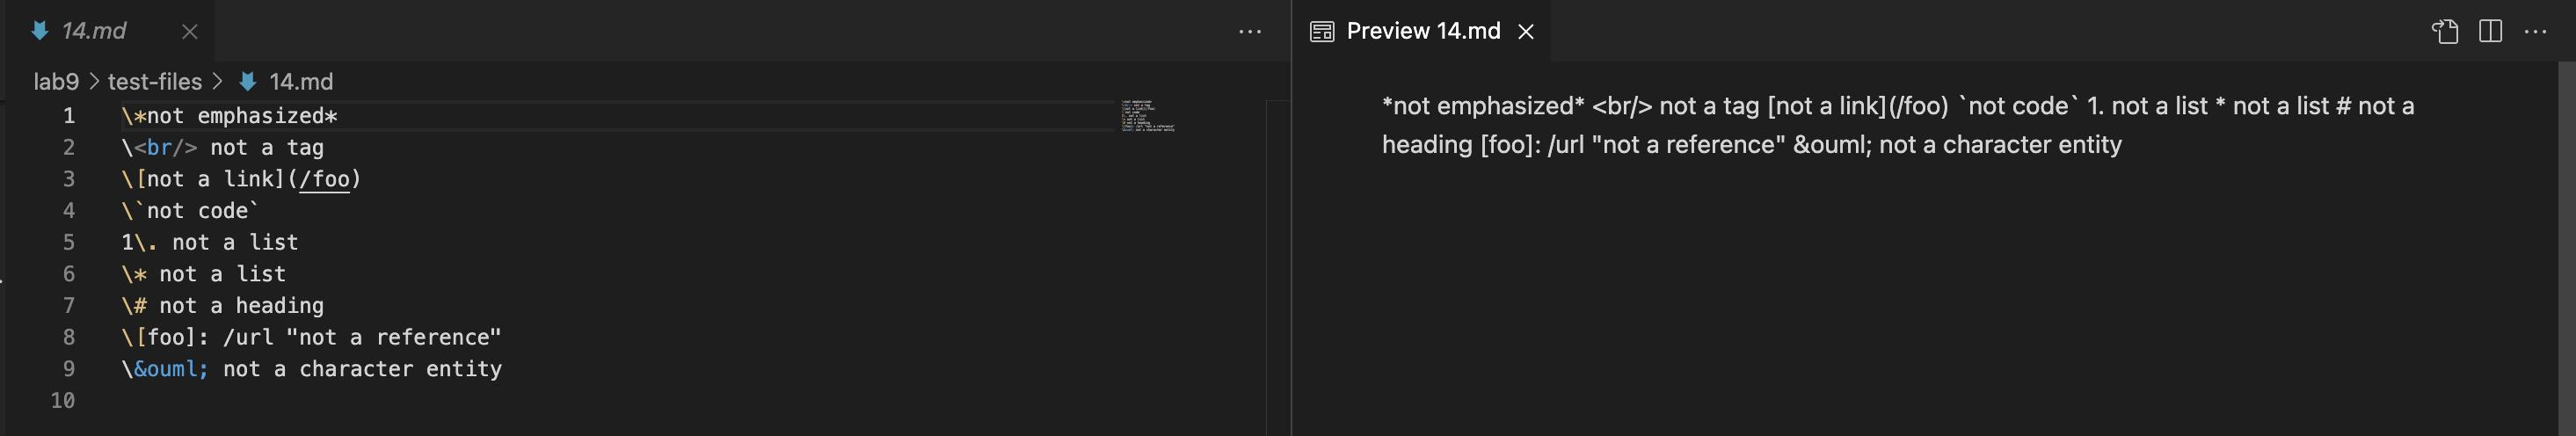 14.md
lab9 > test-files > 14.md
1 \*not emphasized*
2 \<br/> not a tag
3 \[not a link](/foo)
4 \`not code`
5 1\. not a list
6 \* not a list
7 \# not a heading
8 \[foo]: /url "not a reference"
9 \&ouml; not a character entity
10
Preview 14.md
*not emphasized* <br/> not a tag [not a link](/foo) `not code` 1. not a list * not a list # not a
heading [foo]: /url "not a reference" &ouml; not a character entity